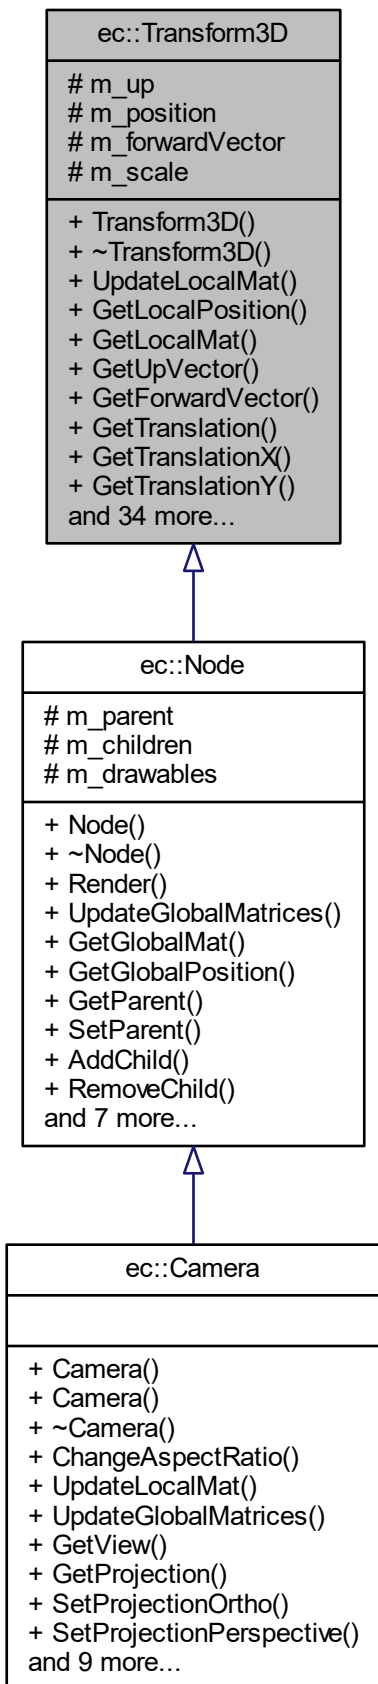 ec::Transform3D
# m_up
# m_position
# m_forwardVector
# m_scale
+ Transform3D()
+ ~Transform3D()
+ UpdateLocalMat()
+ GetLocalPosition()
+ GetLocalMat()
+ GetUpVector()
+ GetForwardVector()
+ GetTranslation()
+ GetTranslationX()
+ GetTranslationY()
and 34 more...
ec::Node
# m_parent
# m_children
# m_drawables
+ Node()
+ ~Node()
+ Render()
+ UpdateGlobalMatrices()
+ GetGlobalMat()
+ GetGlobalPosition()
+ GetParent()
+ SetParent()
+ AddChild()
+ RemoveChild()
and 7 more...
ec::Camera
+ Camera()
+ Camera()
+ ~Camera()
+ ChangeAspectRatio()
+ UpdateLocalMat()
+ UpdateGlobalMatrices()
+ GetView()
+ GetProjection()
+ SetProjectionOrtho()
+ SetProjectionPerspective()
and 9 more...